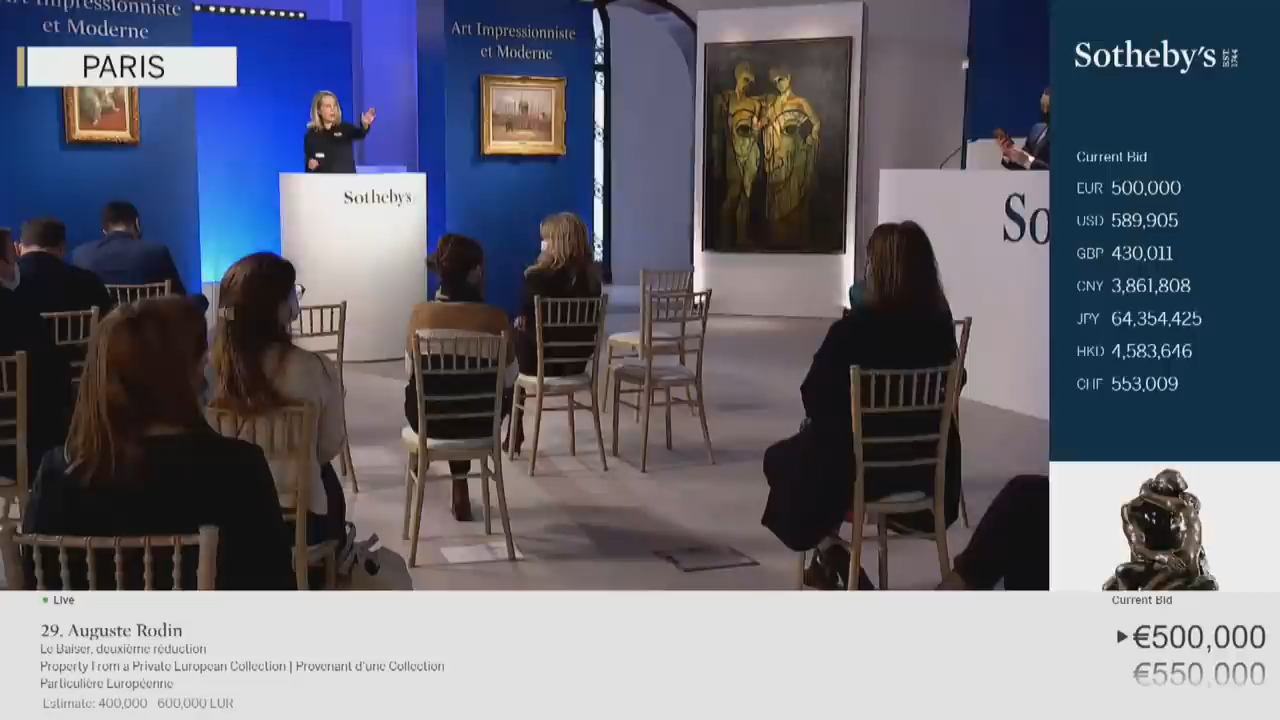 Art Impressionniste
et Moderne
PARIS
Art Impressionniste
et Moderne
Sotheby's
So
Sotheby's EST. 1744
Current Bid
EUR 500,000
USD 589,905
GBP 430,011
CNY 3,861,808
JPY 64,354,425
HKD 4,583,646
CHF 553,009
Live
29. Auguste Rodin
Le Baiser, deuxième réduction
Property From a Private European Collection | Provenant d'une Collection
Particulière Européenne
Estimate: 400,000 600,000 EUR
Current Bid
€500,000
€550,000